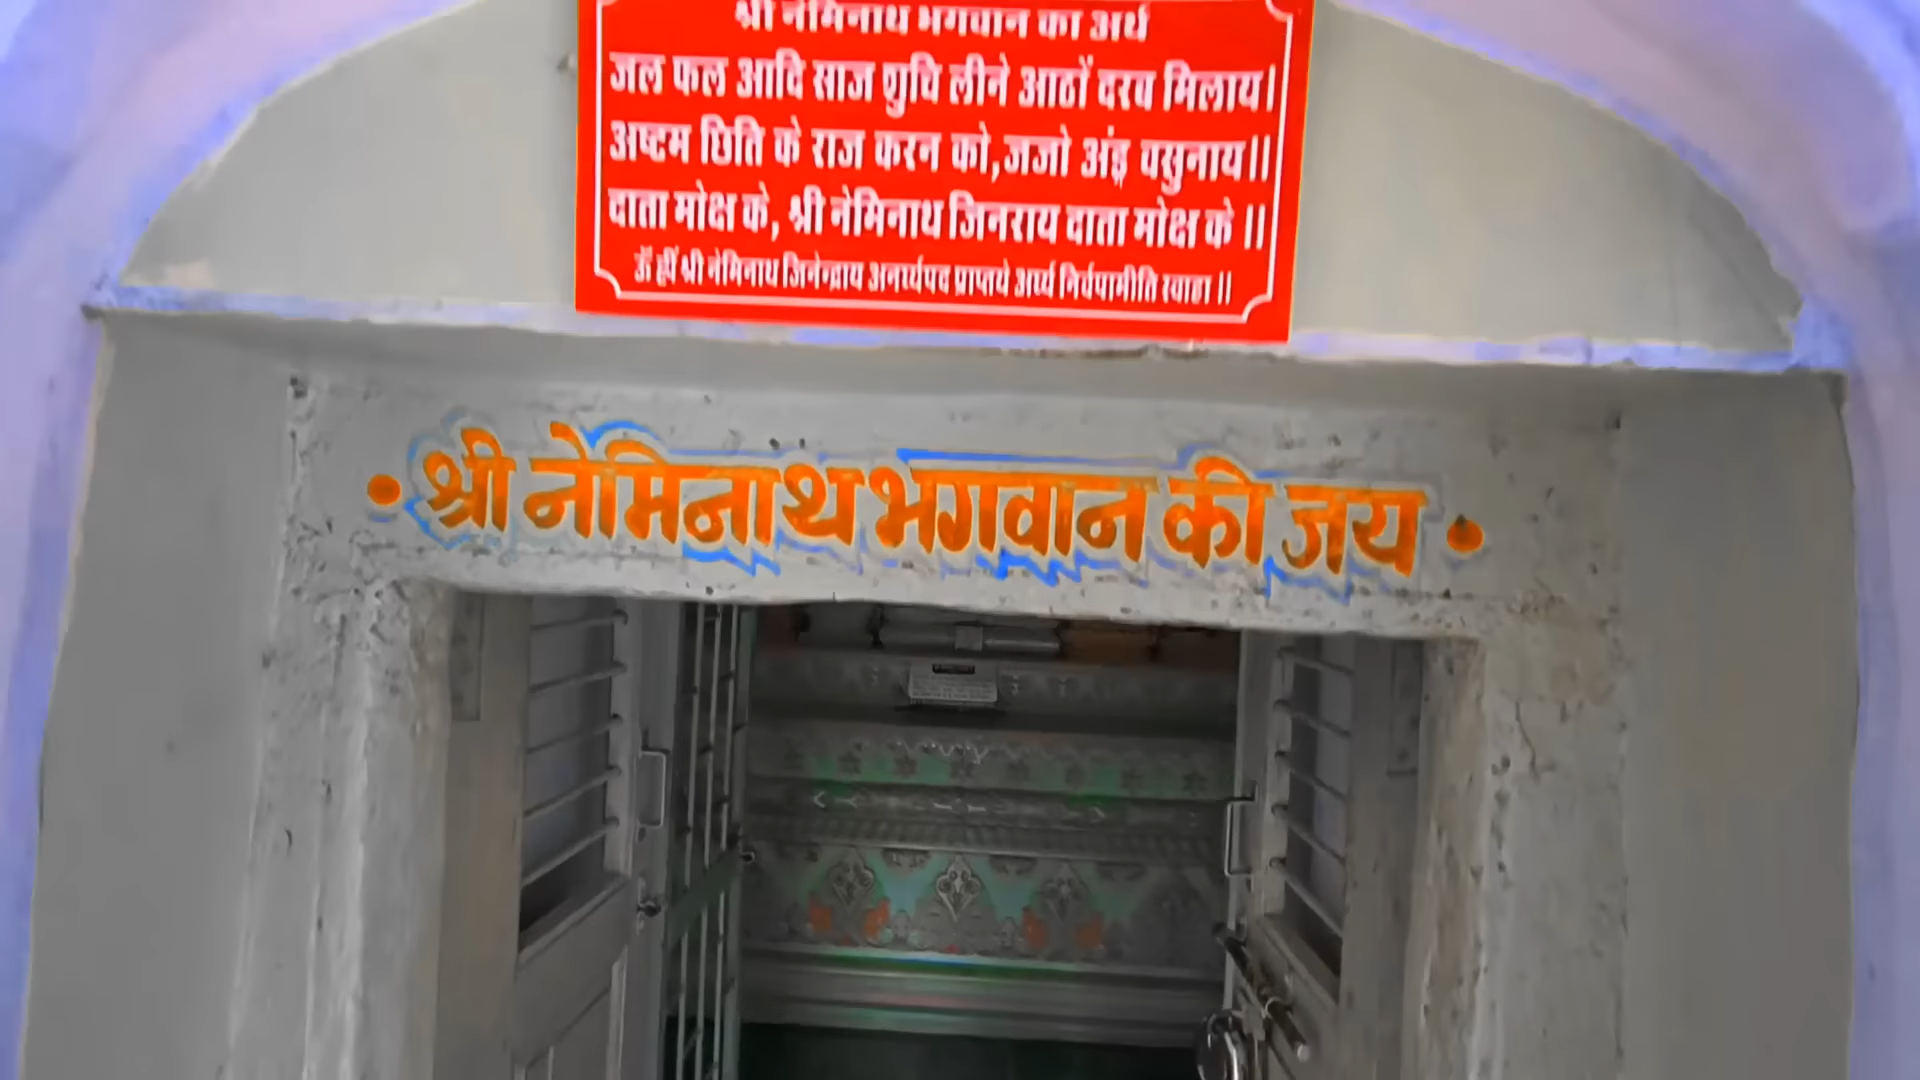 श्री नेमिनाथ भगवान का अर्घ
जल फल आदि साज शुचि लीने आठों दरब मिलाय।
अष्टम छिति के राज करन को, जजो अंड़ वसुनाय।।
दाता मोक्ष के, श्री नेमिनाथ जिनराय दाता मोक्ष के ।।
ॐ ह्रीं श्री नेमिनाथ जिनेन्द्राय अनर्घ्यपद प्राप्तये अर्घ्य निर्वपामीति स्वाहा ।।
• श्री नेमिनाथ भगवान की जय •